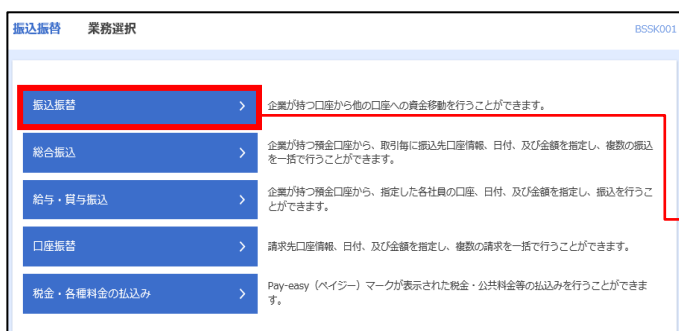 振込振替 業務選択 BSSK001
振込振替 企業が持つ口座から他の口座への資金移動を行うことができます。
総合振込 企業が持つ預金口座から、取引毎に振込先口座情報、日付、及び金額を指定し、複数の振込
を一括で行うことができます。
給与・賞与振込 企業が持つ預金口座から、指定した各社員の口座、日付、及び金額を指定し、振込を行うこ
とができます。
口座振替 請求先口座情報、日付、及び金額を指定し、複数の請求を一括で行うことができます。
税金・各種料金の払込み Pay-easy（ペイジー）マークが表示された税金・公共料金等の払込みを行うことができま
す。